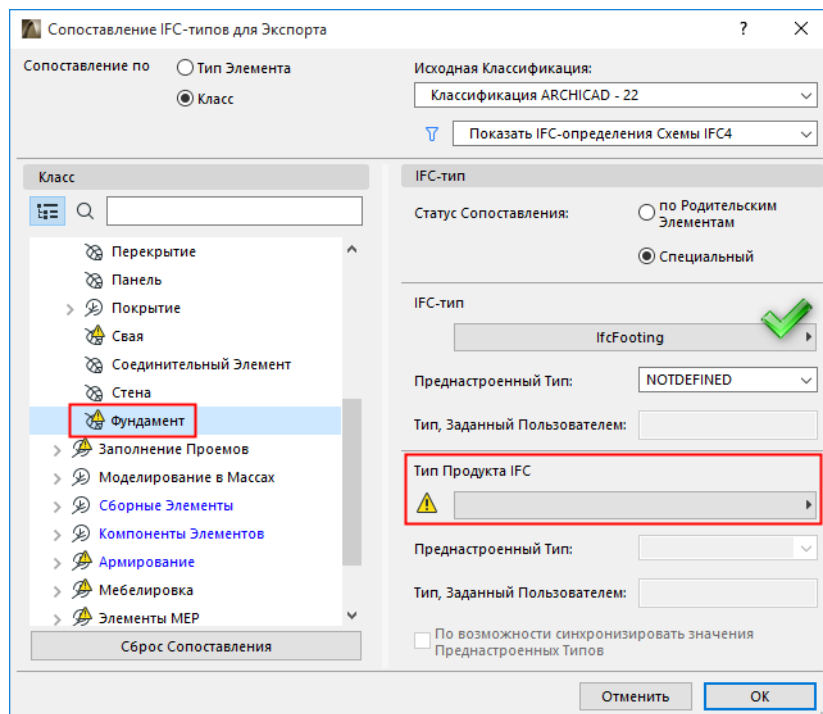 Сопоставление IFC-типов для Экспорта
?
Сопоставление по
Тип Элемента
Класс
Исходная Классификация:
Классификация ARCHICAD - 22
Показать IFC-определения Схемы IFC4
Класс
Перекрытие
Панель
Покрытие
Свая
Соединительный Элемент
Стена
Фундамент
Заполнение Проемов
Моделирование в Массах
Сборные Элементы
Компоненты Элементов
Армирование
Мебелировка
Элементы MEP
Сброс Сопоставления
IFC-тип
Статус Сопоставления:
по Родительским
Элементам
Специальный
IFC-тип
IfcFooting
Преднастроенный Тип:
NOTDEFINED
Тип, Заданный Пользователем:
Тип Продукта IFC
Преднастроенный Тип:
Тип, Заданный Пользователем:
По возможности синхронизировать значения
Преднастроенных Типов
Отменить
OK